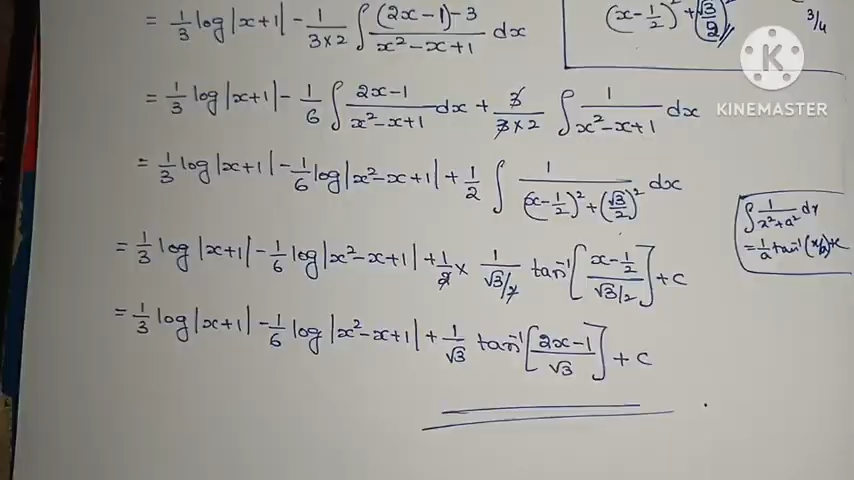 = 1/3 log|x+1| - 1/(3×2) ∫ ((2x-1)-3)/(x²-x+1) dx
= 1/3 log|x+1| - 1/6 ∫ (2x-1)/(x²-x+1) dx + 3/(3×2) ∫ 1/(x²-x+1) dx
= 1/3 log|x+1| - 1/6 log|x²-x+1| + 1/2 ∫ 1/((x-1/2)²+(√3/2)²) dx
= 1/3 log|x+1| - 1/6 log|x²-x+1| + 1/2 × 1/(√3/2) tan⁻¹[(x-1/2)/(√3/2)] + c
= 1/3 log|x+1| - 1/6 log|x²-x+1| + 1/√3 tan⁻¹[(2x-1)/√3] + c
(x-1/2)² + (√3/2)²
3/4
K
KINEMASTER
∫ 1/(x²+a²) dx
= 1/a tan⁻¹(x/a)+c